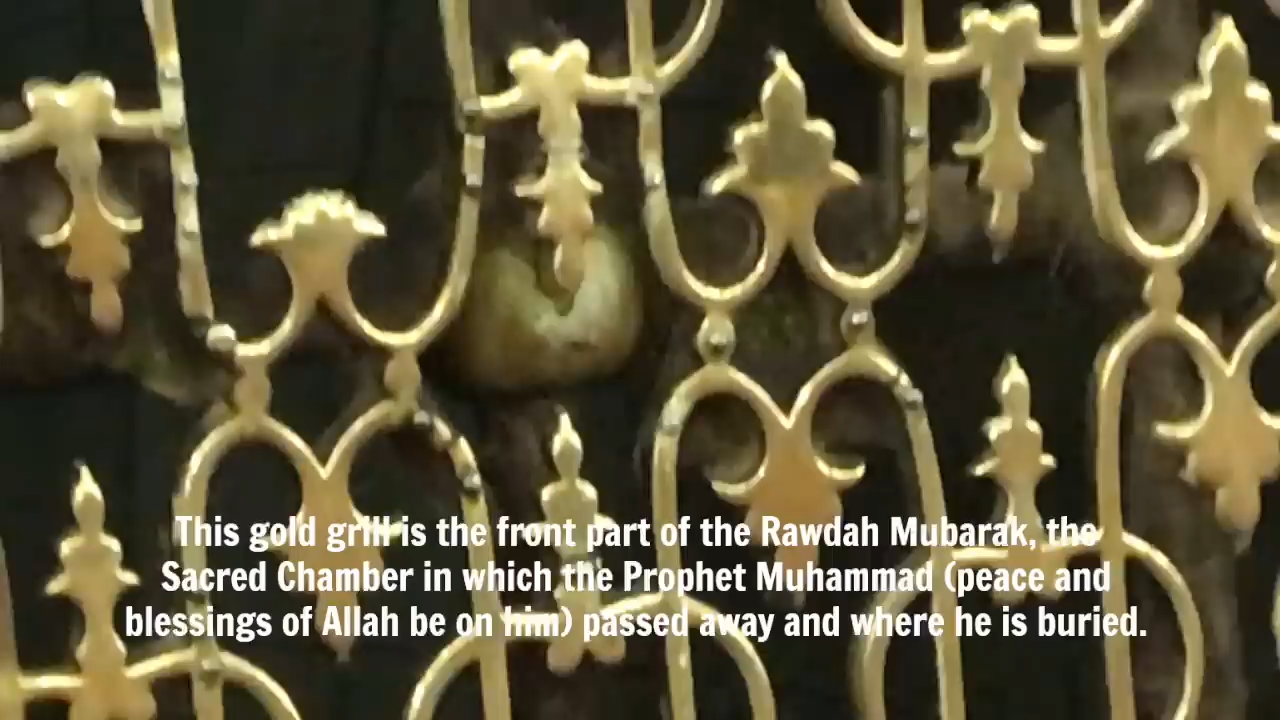 This gold grill is the front part of the Rawdah Mubarak, the
Sacred Chamber in which the Prophet Muhammad (peace and
blessings of Allah be on him) passed away and where he is buried.